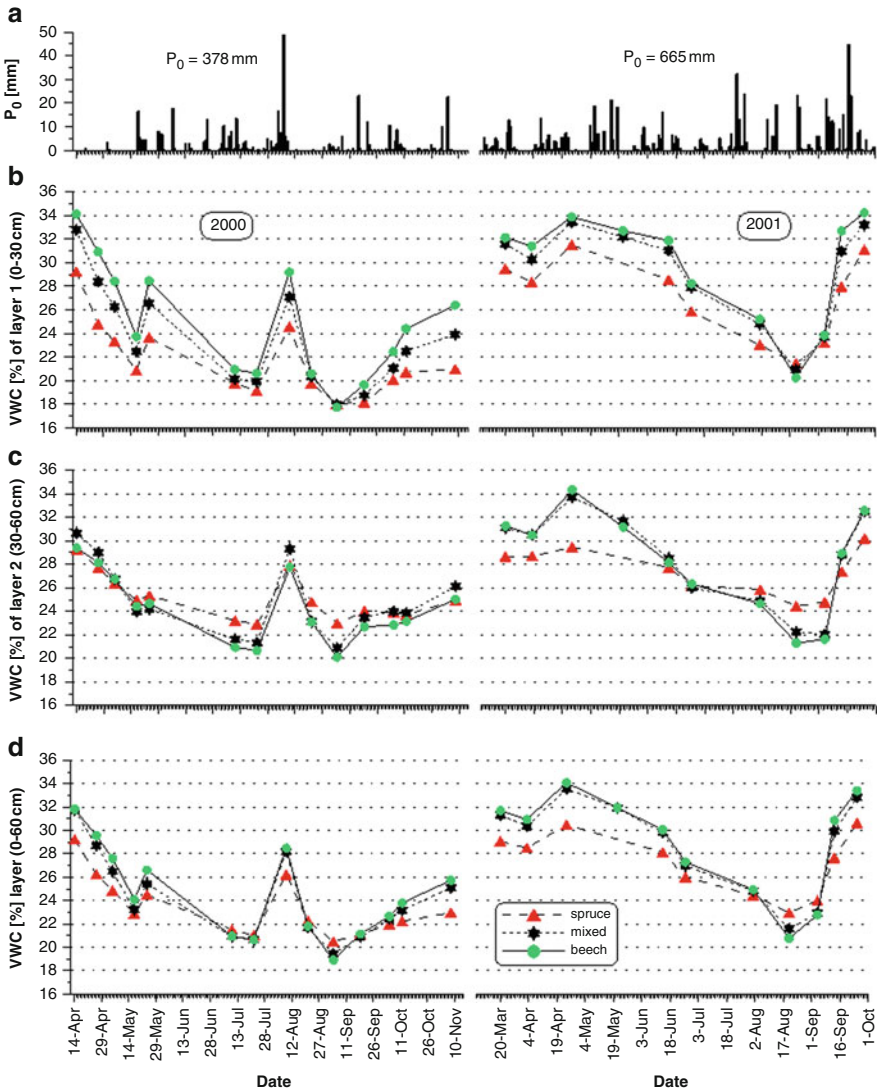 a
P0 [mm]
50
40
30
20
10
0
P0 = 378 mm
P0 = 665 mm
b
VWC [%] of layer 1 (0-30 cm)
36
34
32
30
28
26
24
22
20
18
16
2000
2001
c
VWC [%] of layer 2 (30-60 cm)
36
34
32
30
28
26
24
22
20
18
16
d
VWC [%] layer (0-60 cm)
36
34
32
30
28
26
24
22
20
18
16
spruce
mixed
beech
14-Apr
29-Apr
14-May
29-May
13-Jun
28-Jun
13-Jul
28-Jul
12-Aug
27-Aug
11-Sep
26-Sep
11-Oct
26-Oct
10-Nov
20-Mar
4-Apr
19-Apr
4-May
19-May
3-Jun
18-Jun
3-Jul
18-Jul
2-Aug
17-Aug
1-Sep
16-Sep
1-Oct
Date
Date